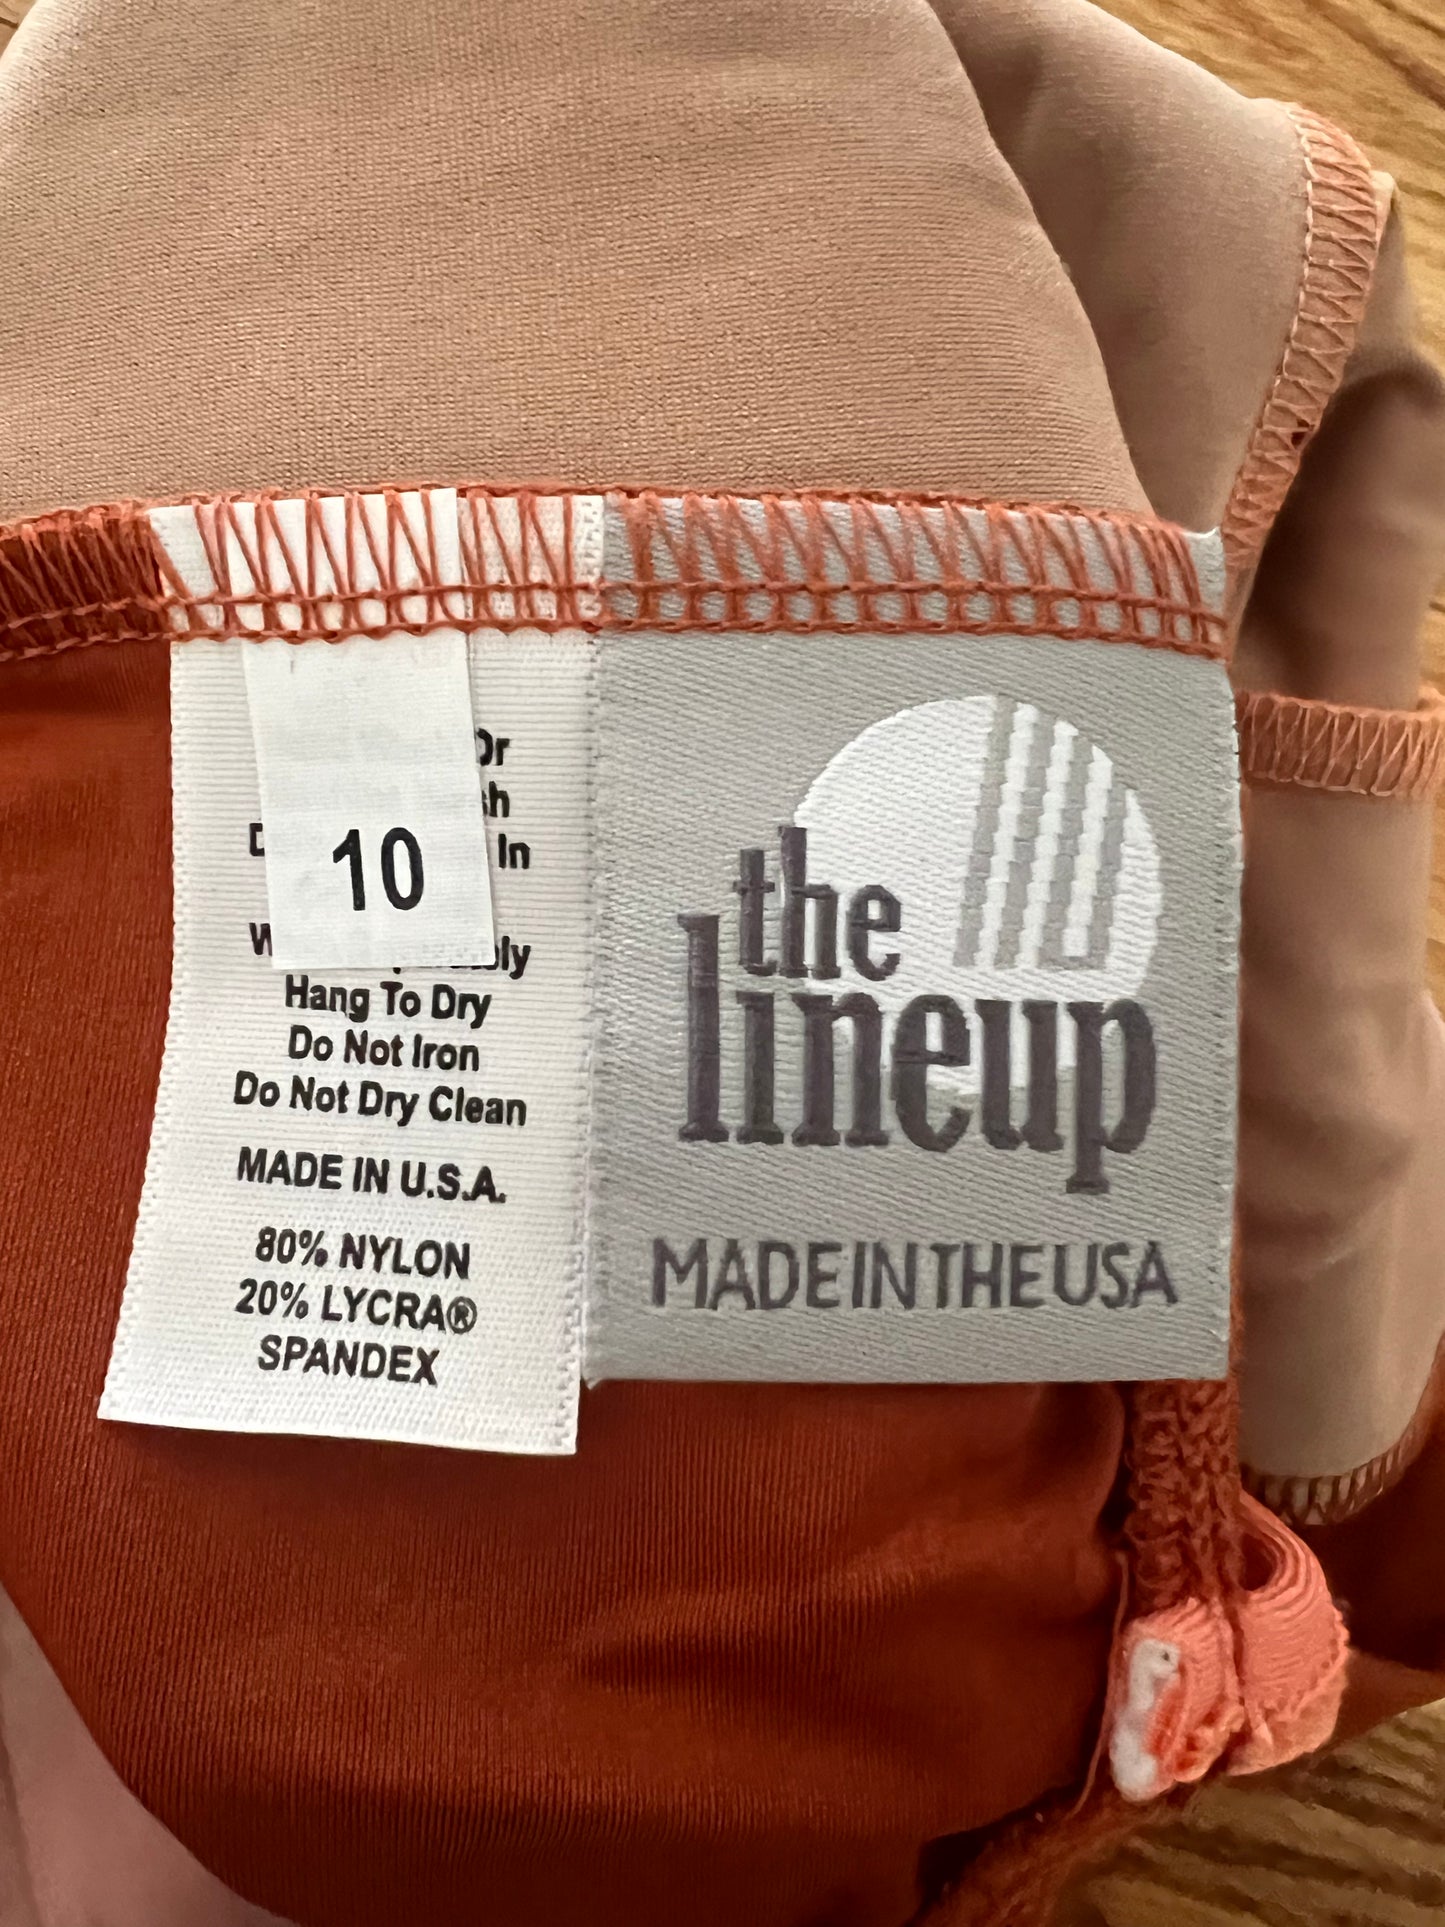 10
In
Hang To Dry
Do Not Iron
Do Not Dry Clean
MADE IN U.S.A.
80% NYLON
20% LYCRA®
SPANDEX
the
lineup
MADE IN THE USA